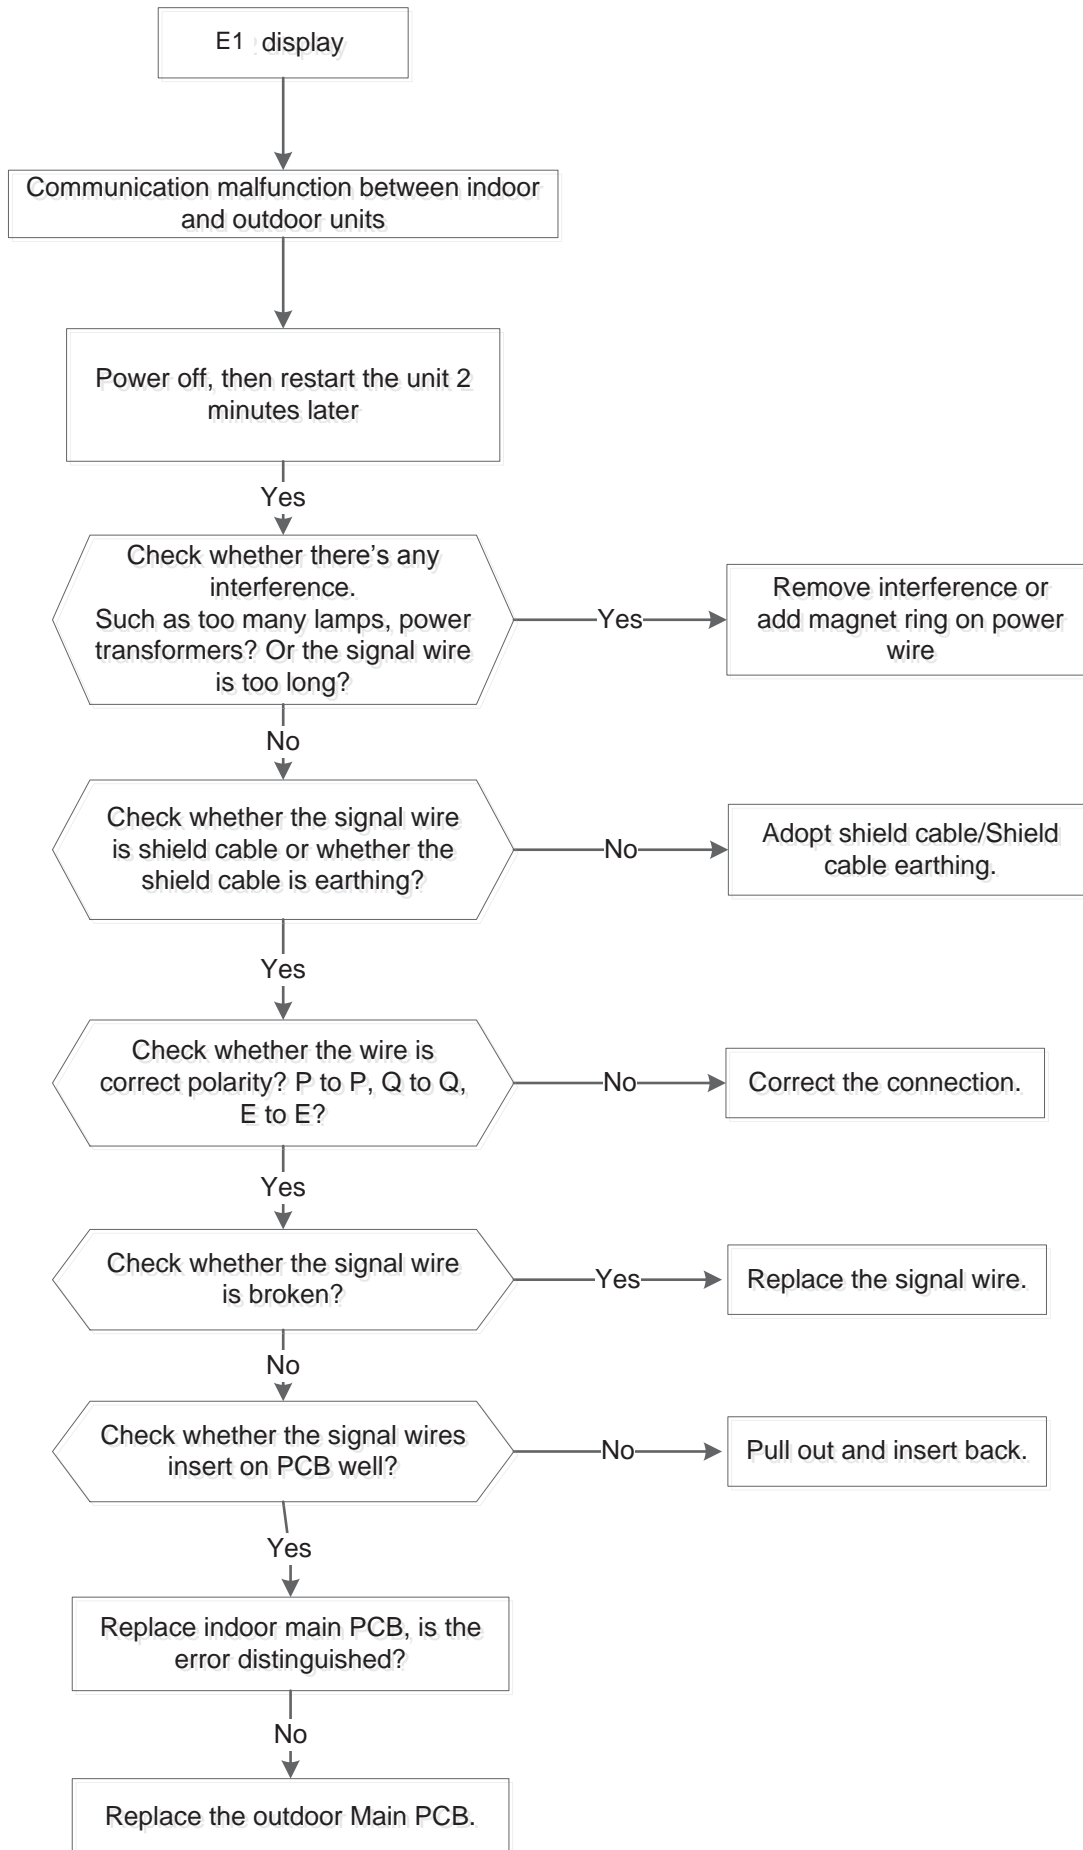 E1 display
Communication malfunction between indoor
and outdoor units
Power off, then restart the unit 2
minutes later
Yes
Check whether there's any
interference.
Such as too many lamps, power
transformers? Or the signal wire
is too long?
Yes
Remove interference or
add magnet ring on power
wire
No
Check whether the signal wire
is shield cable or whether the
shield cable is earthing?
No
Adopt shield cable/Shield
cable earthing.
Yes
Check whether the wire is
correct polarity? P to P, Q to Q,
E to E?
No
Correct the connection.
Yes
Check whether the signal wire
is broken?
Yes
Replace the signal wire.
No
Check whether the signal wires
insert on PCB well?
No
Pull out and insert back.
Yes
Replace indoor main PCB, is the
error distinguished?
No
Replace the outdoor Main PCB.